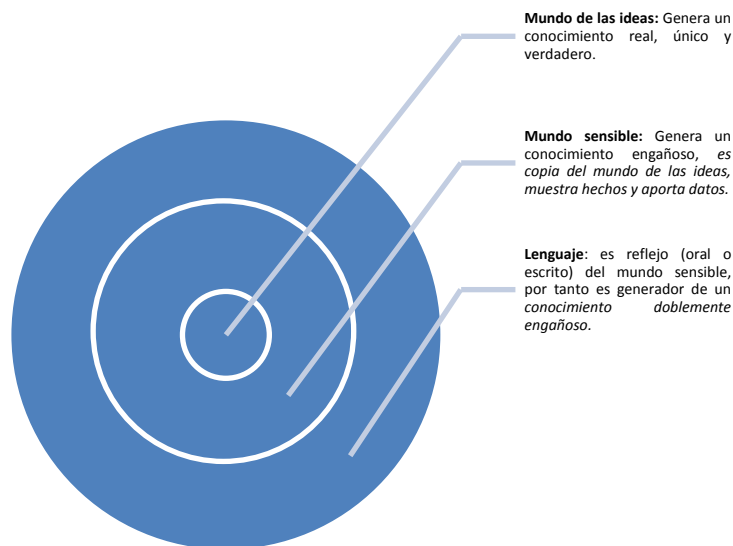 Mundo de las ideas: Genera un
conocimiento real, único y
verdadero.
Mundo sensible: Genera un
conocimiento engañoso, es
copia del mundo de las ideas,
muestra hechos y aporta datos.
Lenguaje: es reflejo (oral o
escrito) del mundo sensible,
por tanto es generador de un
conocimiento doblemente
engañoso.